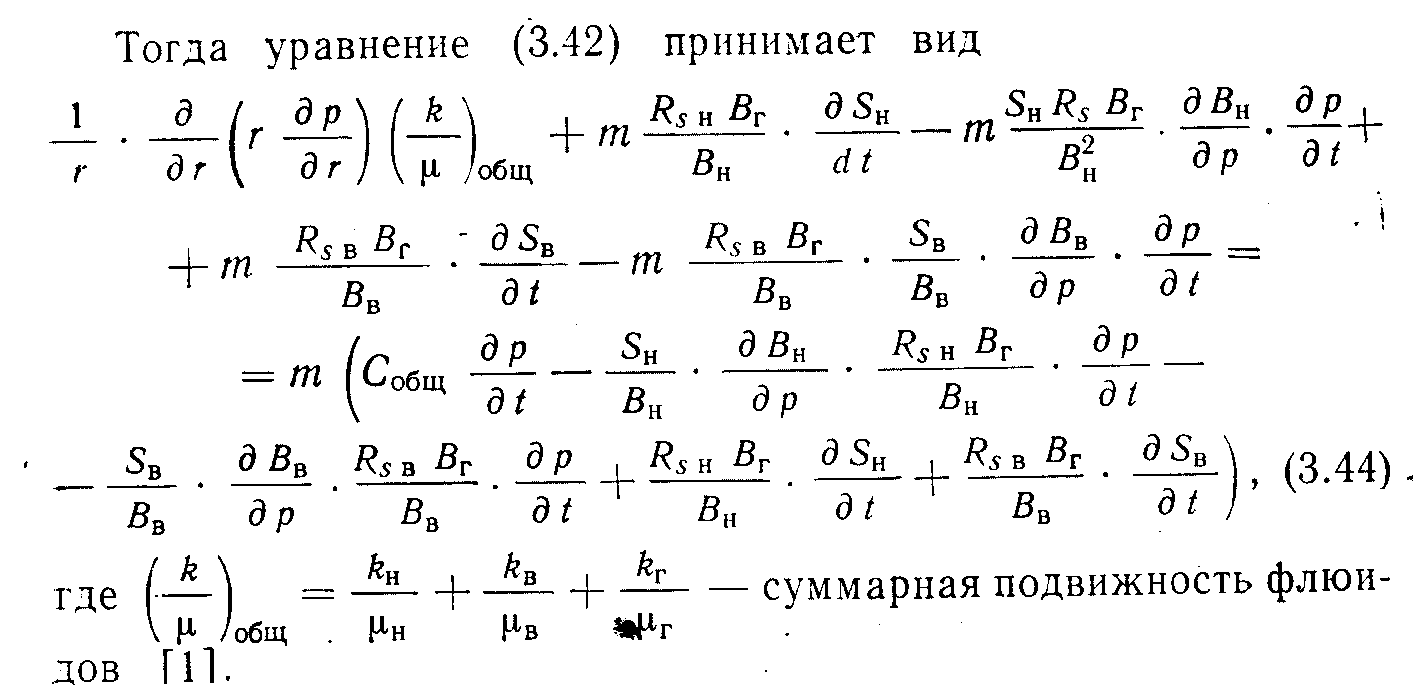 Тогда уравнение (3.42) принимает вид
1/r · ∂/∂r (r ∂p/∂r) (k/μ)общ + m Rs н Bг/Bн · ∂Sн/dt − m Sн Rs Bг/Bн² · ∂Bн/∂p · ∂p/∂t +
+ m Rs в Bг/Bв · ∂Sв/∂t − m Rs в Bг/Bв · Sв/Bв · ∂Bв/∂p · ∂p/∂t =
= m (Cобщ ∂p/∂t − Sн/Bн · ∂Bн/∂p · Rs н Bг/Bн · ∂p/∂t −
− Sв/Bв · ∂Bв/∂p · Rs в Bг/Bв · ∂p/∂t + Rs н Bг/Bн · ∂Sн/∂t + Rs в Bг/Bв · ∂Sв/∂t), (3.44)
где (k/μ)общ = kн/μн + kв/μв + kг/μг — суммарная подвижность флюи-
дов [1].